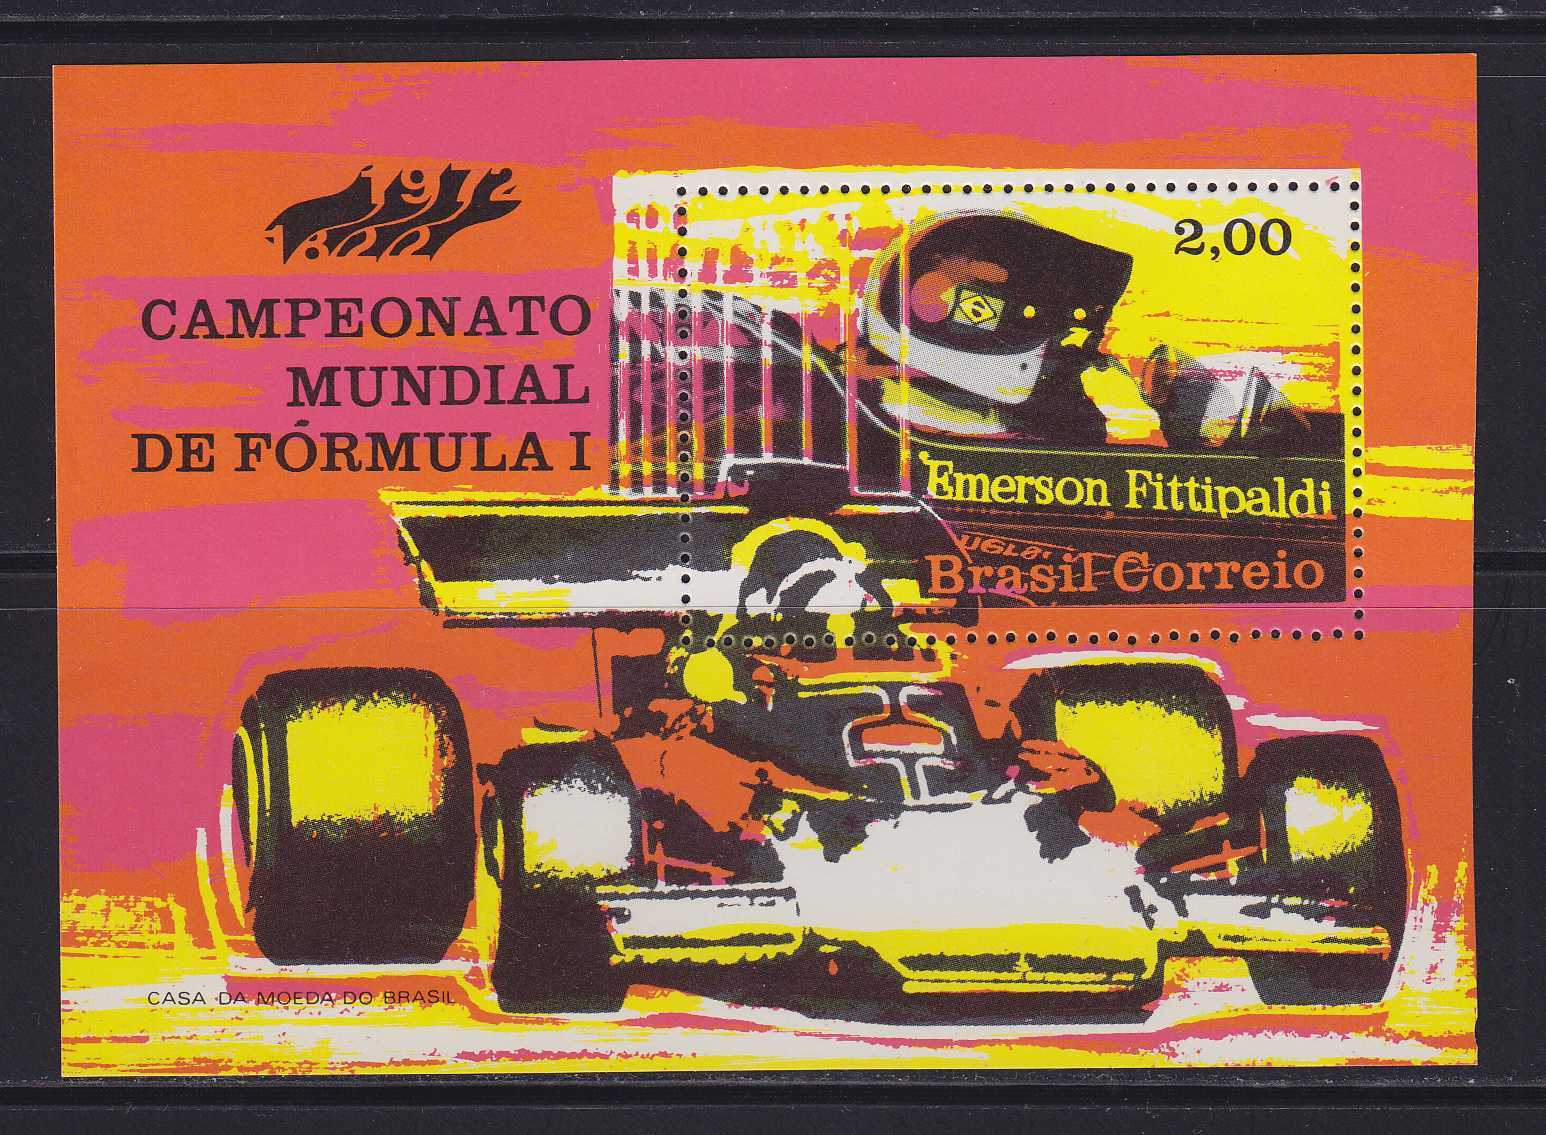 1972
1822
CAMPEONATO
MUNDIAL
DE FÓRMULA I
2,00
Emerson Fittipaldi
Brasil Correio
CASA DA MOEDA DO BRASIL